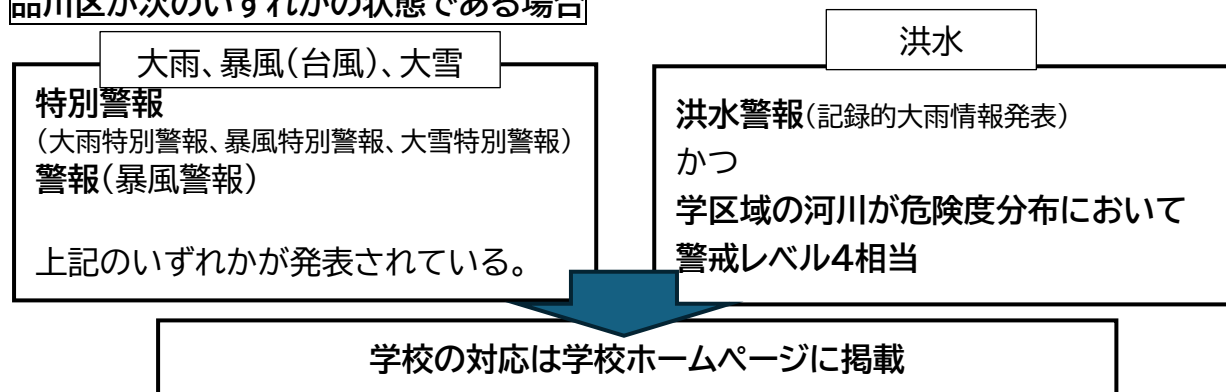 品川区が次のいずれかの状態である場合
大雨、暴風(台風)、大雪
特別警報
(大雨特別警報、暴風特別警報、大雪特別警報)
警報(暴風警報)
上記のいずれかが発表されている。
洪水
洪水警報(記録的大雨情報発表)
かつ
学区域の河川が危険度分布において
警戒レベル4相当
学校の対応は学校ホームページに掲載